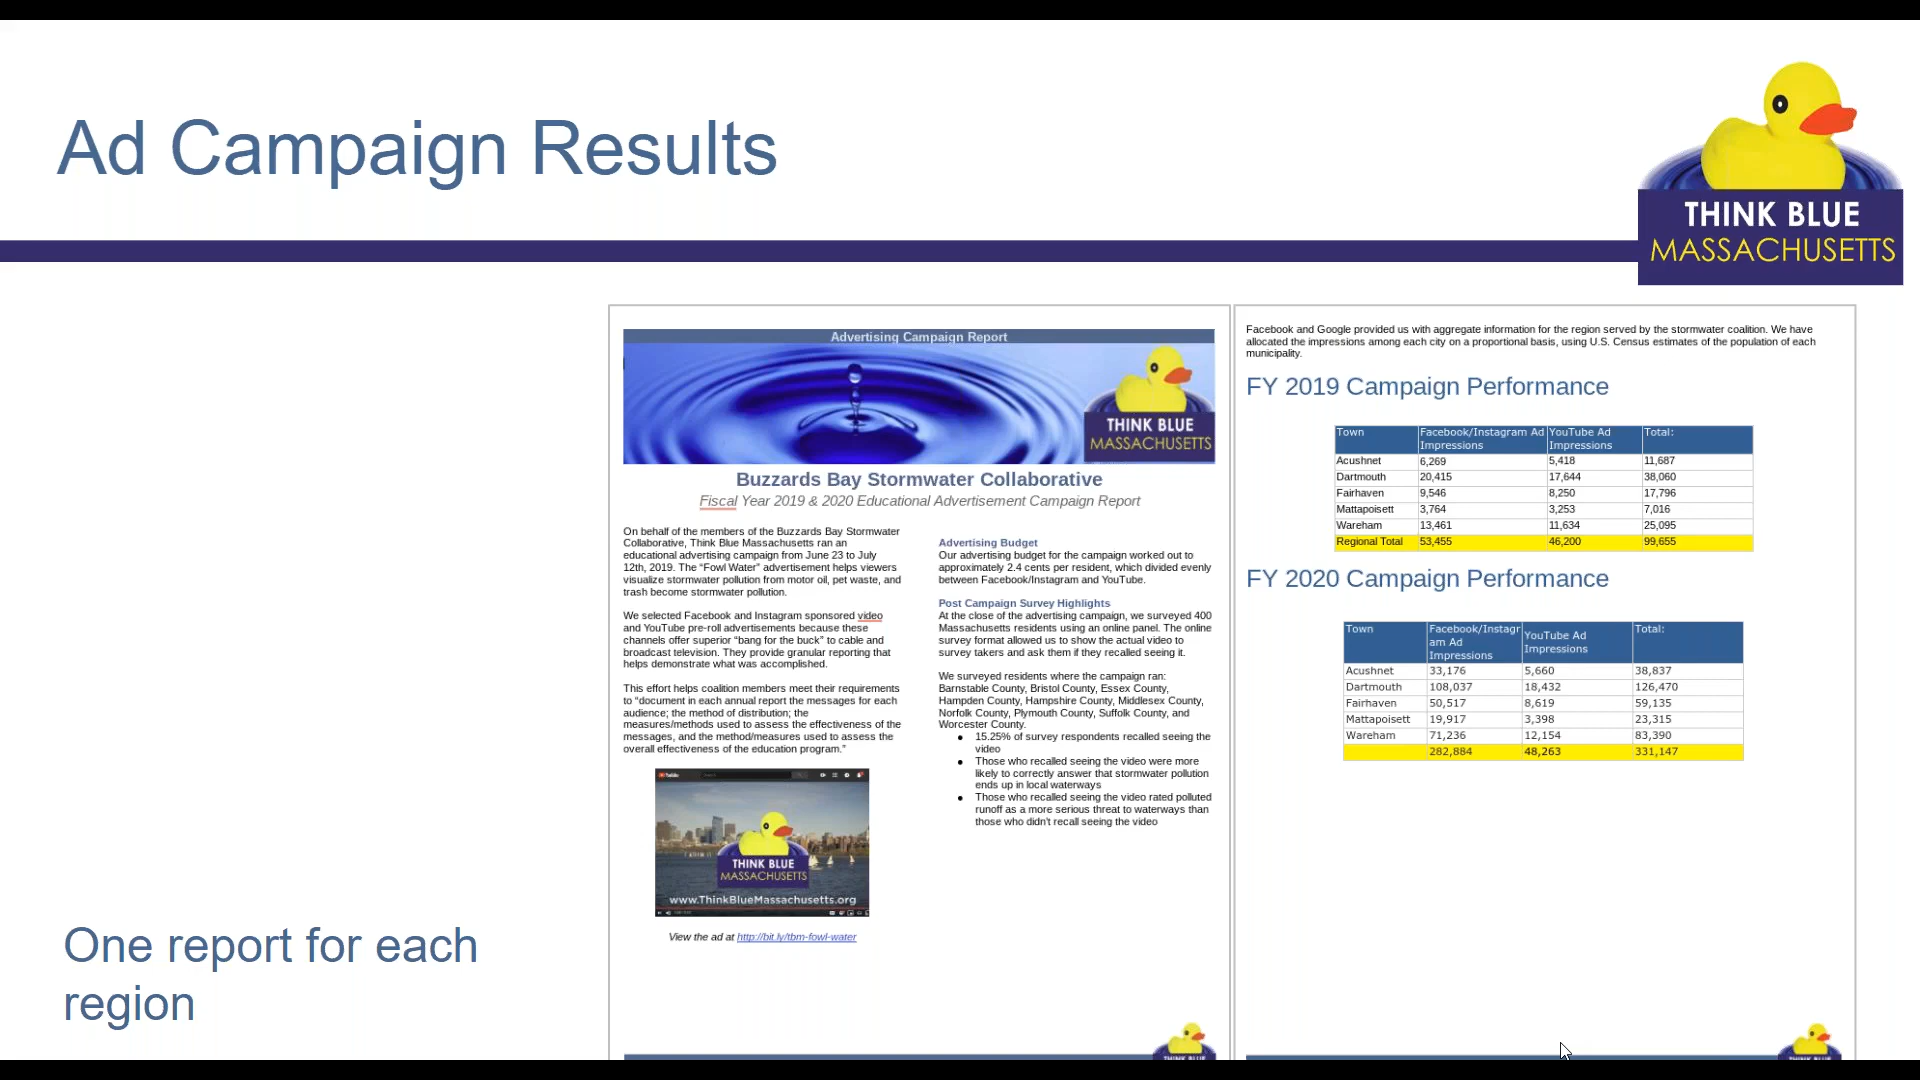 Ad Campaign Results
THINK BLUE
MASSACHUSETTS
One report for each
region
Advertising Campaign Report
THINK BLUE
MASSACHUSETTS
Buzzards Bay Stormwater Collaborative
Fiscal Year 2019 & 2020 Educational Advertisement Campaign Report
On behalf of the members of the Buzzards Bay Stormwater
Collaborative, Think Blue Massachusetts ran an
educational advertising campaign from June 23 to July
12th, 2019. The “Fowl Water” advertisement helps viewers
visualize stormwater pollution from motor oil, pet waste, and
trash become stormwater pollution.
We selected Facebook and Instagram sponsored video
and YouTube pre-roll advertisements because these
channels offer superior “bang for the buck” to cable and
broadcast television. They provide granular reporting that
helps demonstrate what was accomplished.
This effort helps coalition members meet their requirements
to “document in each annual report the messages for each
audience; the method of distribution; the
measures/methods used to assess the effectiveness of the
messages, and the method/measures used to assess the
overall effectiveness of the education program.”
THINK BLUE
MASSACHUSETTS
www.ThinkBlueMassachusetts.org
View the ad at http://bit.ly/tbm-fowl-water
Advertising Budget
Our advertising budget for the campaign worked out to
approximately 2.4 cents per resident, which divided evenly
between Facebook/Instagram and YouTube.
Post Campaign Survey Highlights
At the close of the advertising campaign, we surveyed 400
Massachusetts residents using an online panel. The online
survey format allowed us to show the actual video to
survey takers and ask them if they recalled seeing it.
We surveyed residents where the campaign ran:
Barnstable County, Bristol County, Essex County,
Hampden County, Hampshire County, Middlesex County,
Norfolk County, Plymouth County, Suffolk County, and
Worcester County.
● 15.25% of survey respondents recalled seeing the
video
● Those who recalled seeing the video were more
likely to correctly answer that stormwater pollution
ends up in local waterways
● Those who recalled seeing the video rated polluted
runoff as a more serious threat to waterways than
those who didn't recall seeing the video
THINK BLUE
Facebook and Google provided us with aggregate information for the region served by the stormwater coalition. We have
allocated the impressions among each city on a proportional basis, using U.S. Census estimates of the population of each
municipality.
FY 2019 Campaign Performance
Town Facebook/Instagram Ad Impressions YouTube Ad Impressions Total:
Acushnet 6,269 5,418 11,687
Dartmouth 20,415 17,644 38,060
Fairhaven 9,546 8,250 17,796
Mattapoisett 3,764 3,253 7,016
Wareham 13,461 11,634 25,095
Regional Total 53,455 46,200 99,655
FY 2020 Campaign Performance
Town Facebook/Instagram Ad Impressions YouTube Ad Impressions Total:
Acushnet 33,176 5,660 38,837
Dartmouth 108,037 18,432 126,470
Fairhaven 50,517 8,619 59,135
Mattapoisett 19,917 3,398 23,315
Wareham 71,236 12,154 83,390
282,884 48,263 331,147
THINK BLUE